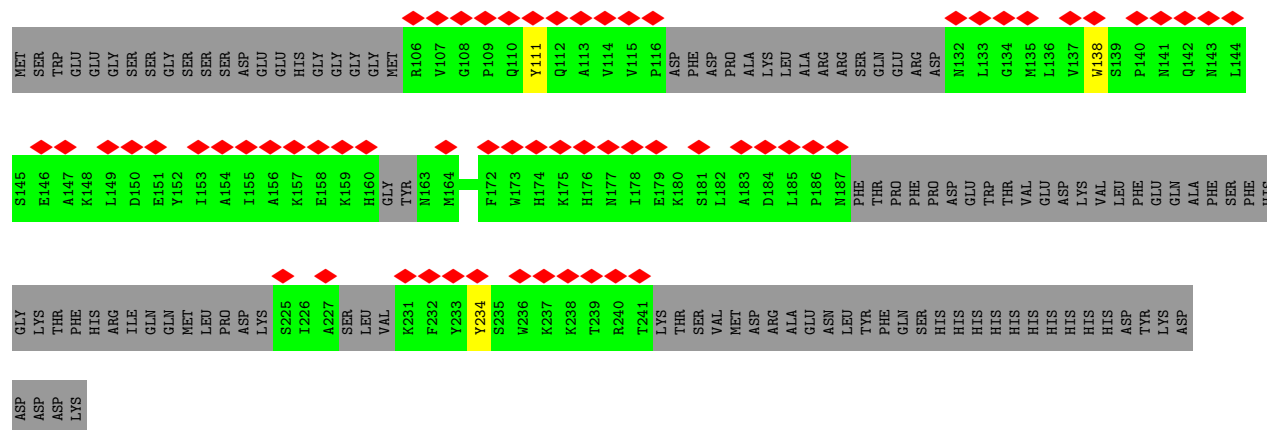 MET SER TRP GLU GLU GLY SER SER GLY SER SER SER ASP GLU GLU HIS GLY GLY GLY GLY MET R106 V107 G108 P109 Q110 Y111 Q112 A113 V114 V115 P116 ASP PHE ASP PRO ALA LYS LEU ALA ARG ARG SER GLN GLU ARG ASP N132 L133 G134 M135 L136 V137 W138 S139 P140 N141 Q142 N143 L144
S145 E146 A147 K148 L149 D150 E151 Y152 I153 A154 I155 A156 K157 E158 K159 H160 GLY TYR N163 M164 F172 W173 H174 K175 H176 N177 I178 E179 K180 S181 L182 A183 D184 L185 P186 N187 PHE THR PRO PHE PRO ASP GLU TRP THR VAL GLU ASP LYS VAL LEU PHE GLU GLN ALA PHE SER PHE HIS
GLY LYS THR PHE HIS ARG ILE GLN GLN MET LEU PRO ASP LYS S225 I226 A227 SER LEU VAL K231 F232 Y233 Y234 S235 W236 K237 K238 T239 R240 T241 LYS THR SER VAL MET ASP ARG ALA GLU ASN LEU TYR PHE GLN SER HIS HIS HIS HIS HIS HIS HIS HIS HIS HIS ASP TYR LYS ASP
ASP ASP ASP LYS